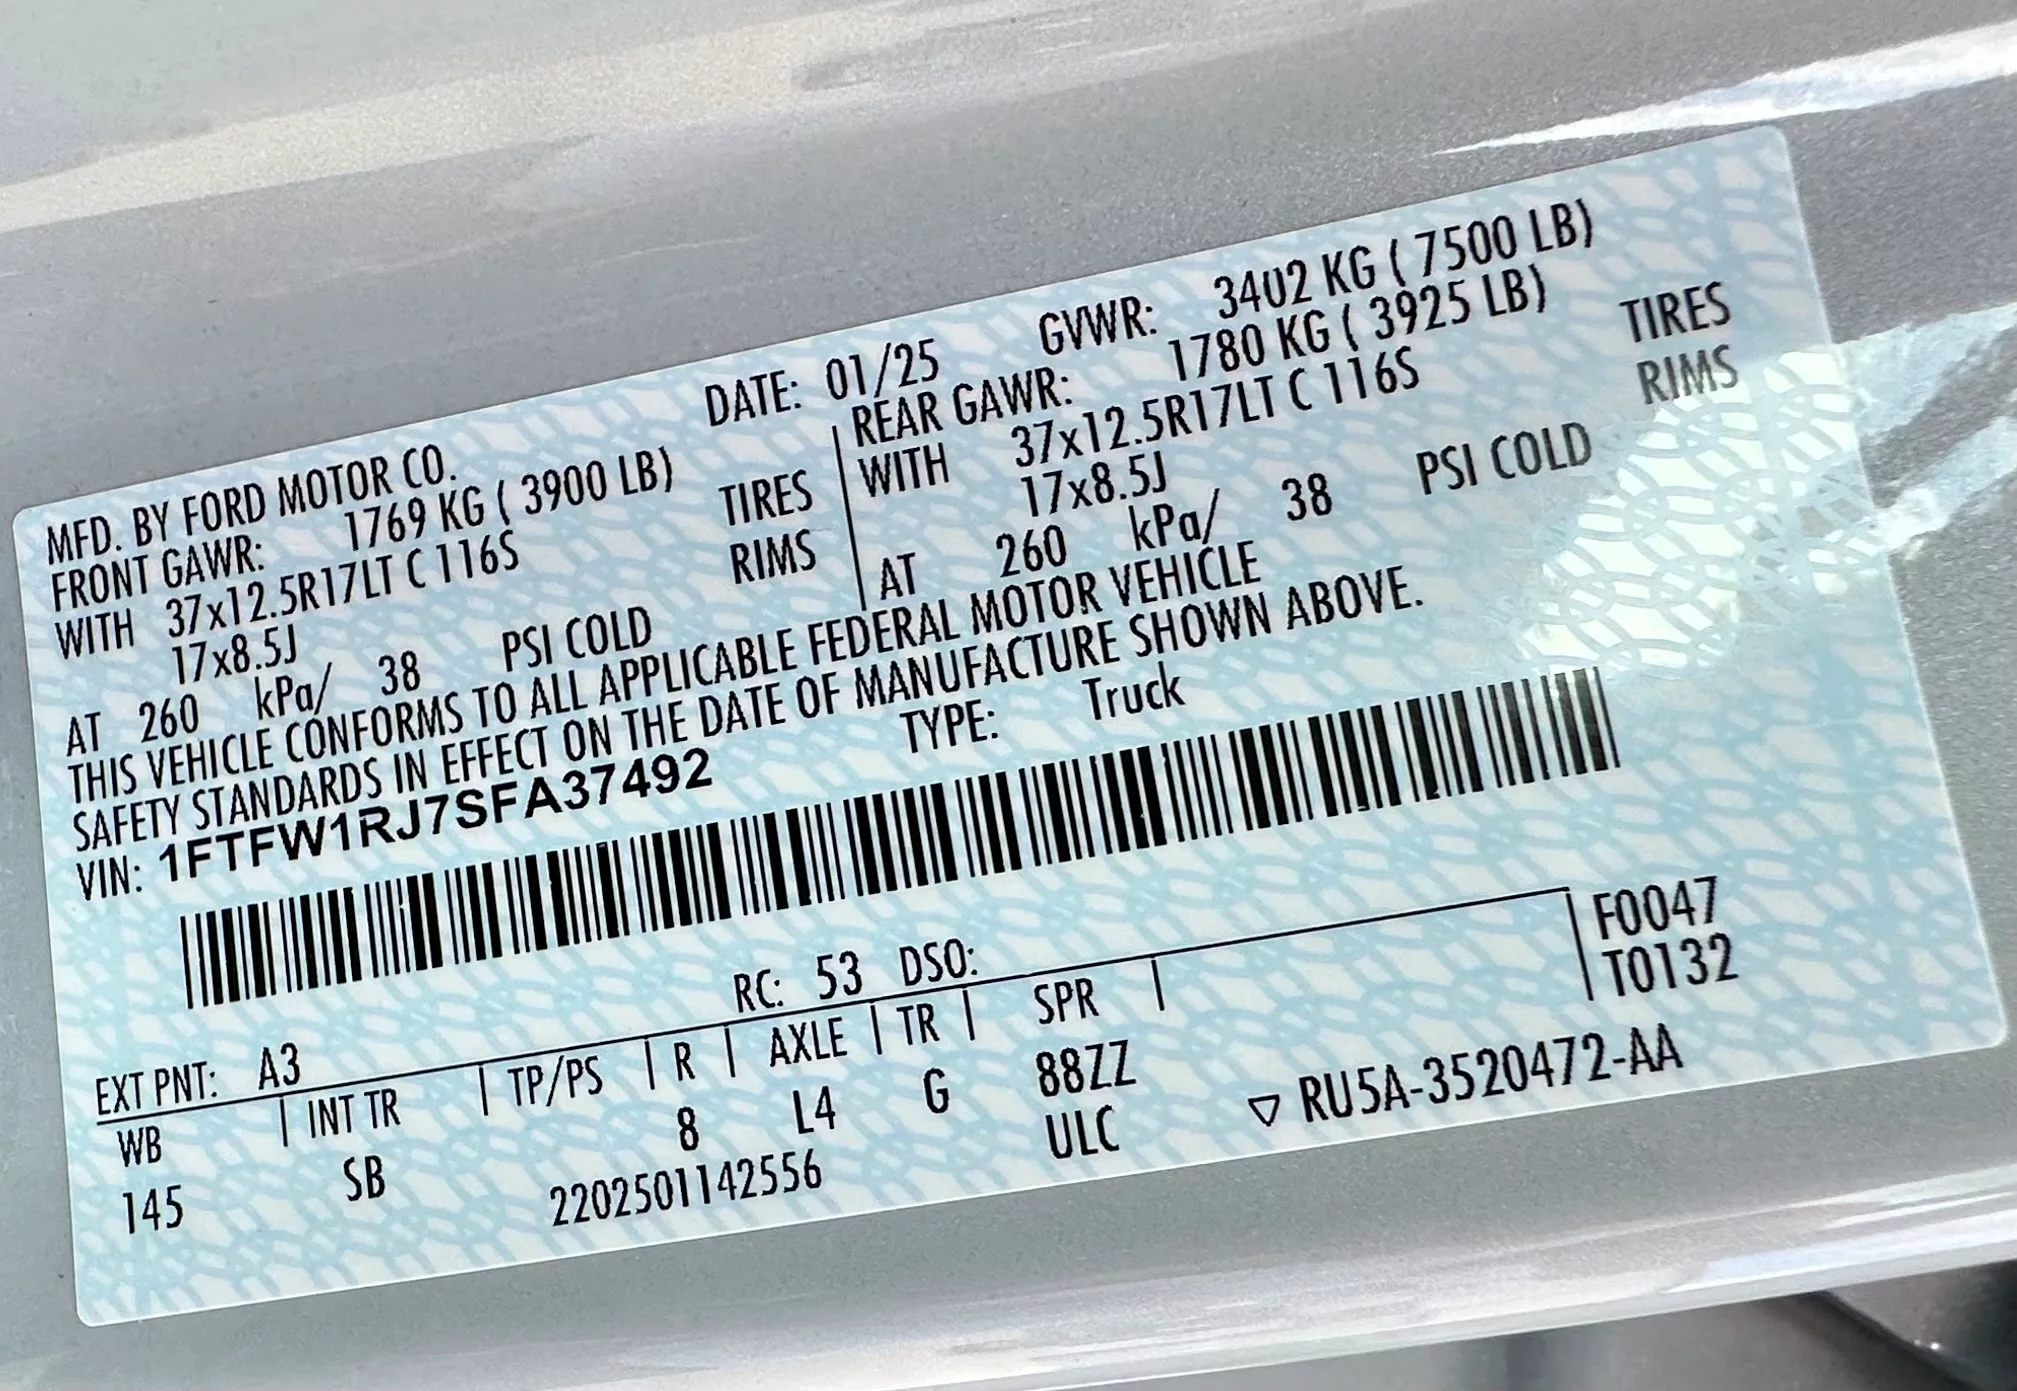 MFD. BY FORD MOTOR CO. DATE: 01/25 GVWR: 3402 KG ( 7500 LB)
FRONT GAWR: 1769 KG ( 3900 LB) REAR GAWR: 1780 KG ( 3925 LB)
WITH 37x12.5R17LT C 116S TIRES WITH 37x12.5R17LT C 116S TIRES
17x8.5J RIMS 17x8.5J RIMS
AT 260 kPa/ 38 PSI COLD AT 260 kPa/ 38 PSI COLD
THIS VEHICLE CONFORMS TO ALL APPLICABLE FEDERAL MOTOR VEHICLE
SAFETY STANDARDS IN EFFECT ON THE DATE OF MANUFACTURE SHOWN ABOVE.
VIN: 1FTFW1RJ7SFA37492 TYPE: Truck
F0047
T0132
EXT PNT: A3 RC: 53 DSO:
WB | INT TR | TP/PS | R | AXLE | TR | SPR |
145 SB 8 L4 G 88ZZ
2202501142556 ULC ▽ RU5A-3520472-AA